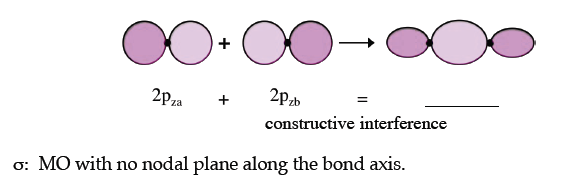 +
2pza + 2pzb = ________
constructive interference
σ: MO with no nodal plane along the bond axis.